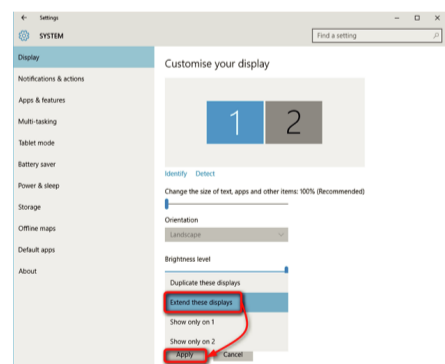 Settings
SYSTEM
Find a setting
Display
Notifications & actions
Apps & features
Multi-tasking
Tablet mode
Battery saver
Power & sleep
Storage
Offline maps
Default apps
About
Customise your display
1 2
Identify Detect
Change the size of text, apps and other items: 100% (Recommended)
Orientation
Landscape
Brightness level
Duplicate these displays
Extend these displays
Show only on 1
Show only on 2
Apply Cancel